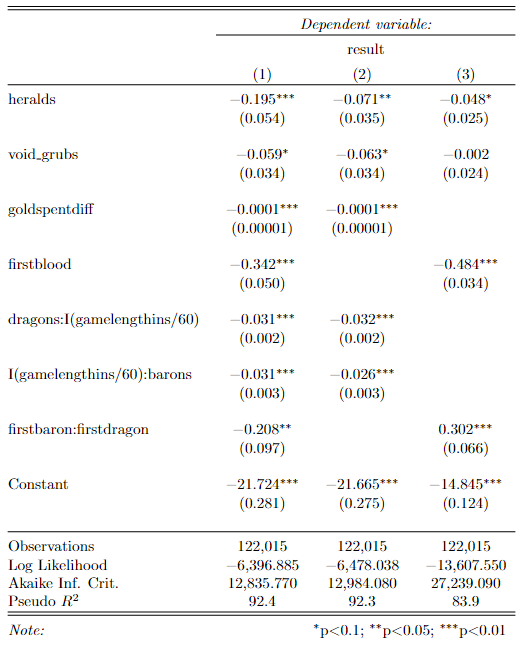 Dependent variable:
result
(1) (2) (3)
heralds −0.195*** −0.071** −0.048*
(0.054) (0.035) (0.025)
void_grubs −0.059* −0.063* −0.002
(0.034) (0.034) (0.024)
goldspentdiff −0.0001*** −0.0001***
(0.00001) (0.00001)
firstblood −0.342*** −0.484***
(0.050) (0.034)
dragons:I(gamelengthins/60) −0.031*** −0.032***
(0.002) (0.002)
I(gamelengthins/60):barons −0.031*** −0.026***
(0.003) (0.003)
firstbaron:firstdragon −0.208** 0.302***
(0.097) (0.066)
Constant −21.724*** −21.665*** −14.845***
(0.281) (0.275) (0.124)
Observations 122,015 122,015 122,015
Log Likelihood −6,396.885 −6,478.038 −13,607.550
Akaike Inf. Crit. 12,835.770 12,984.080 27,239.090
Pseudo R² 92.4 92.3 83.9
Note: *p<0.1; **p<0.05; ***p<0.01